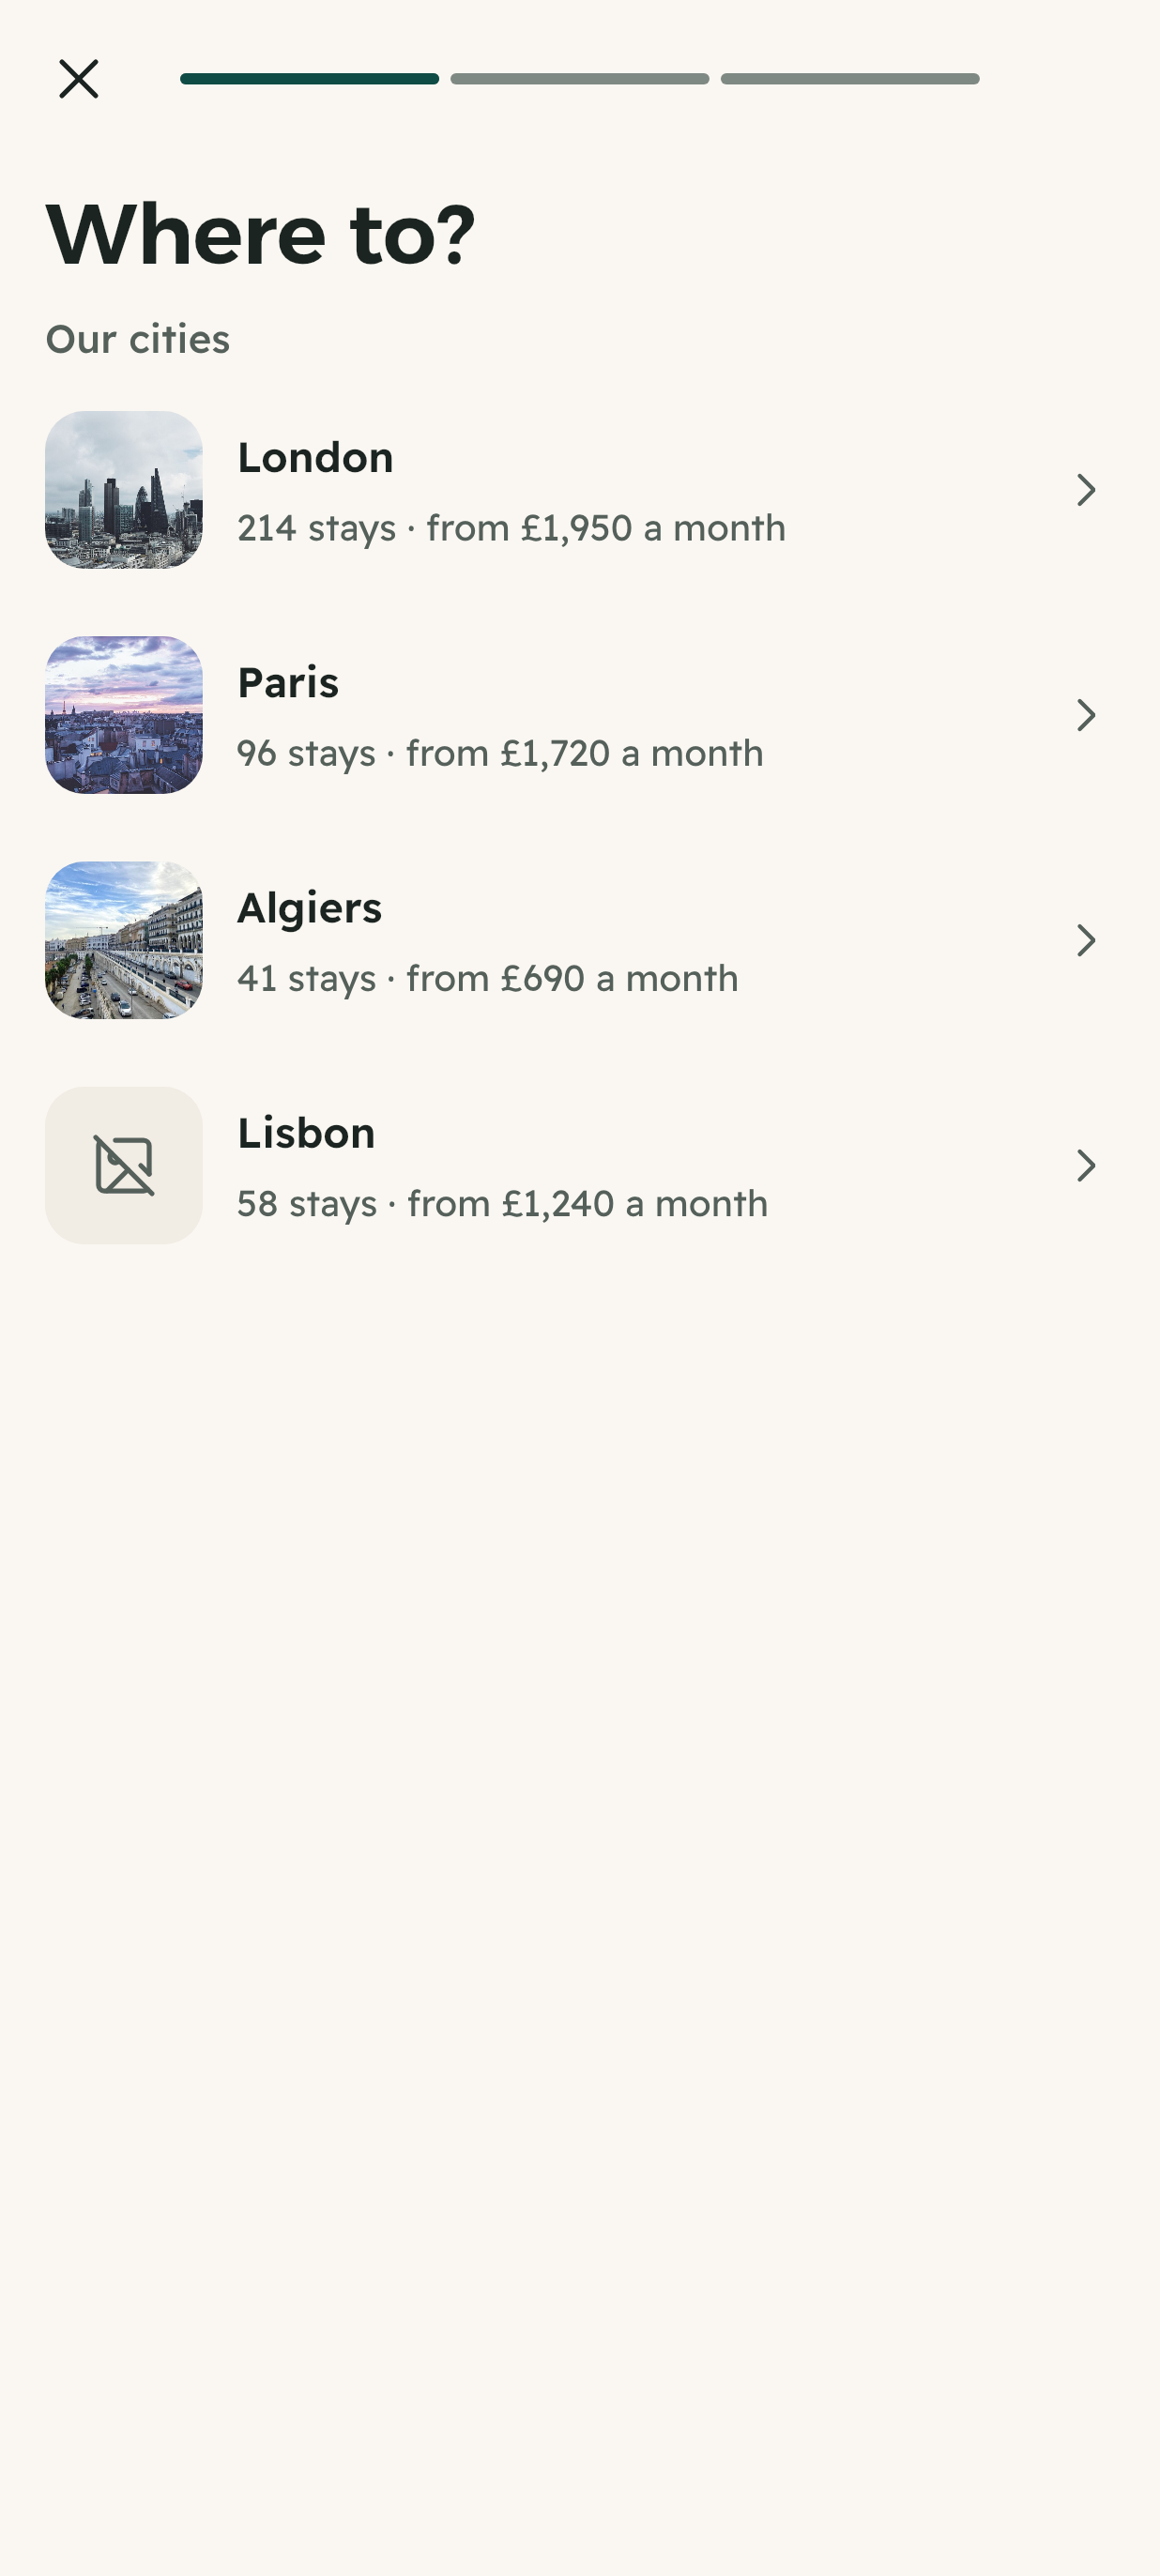 Where to?
Our cities
London
214 stays · from £1,950 a month
Paris
96 stays · from £1,720 a month
Algiers
41 stays · from £690 a month
Lisbon
58 stays · from £1,240 a month